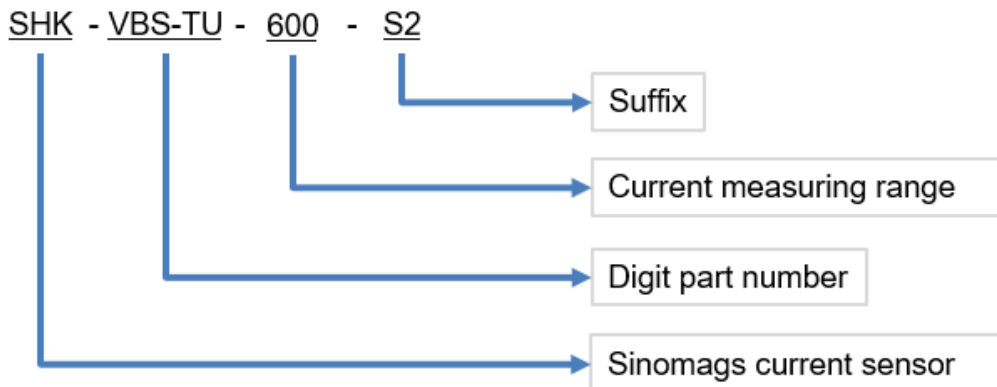 SHK - VBS-TU - 600 - S2
Suffix
Current measuring range
Digit part number
Sinomags current sensor